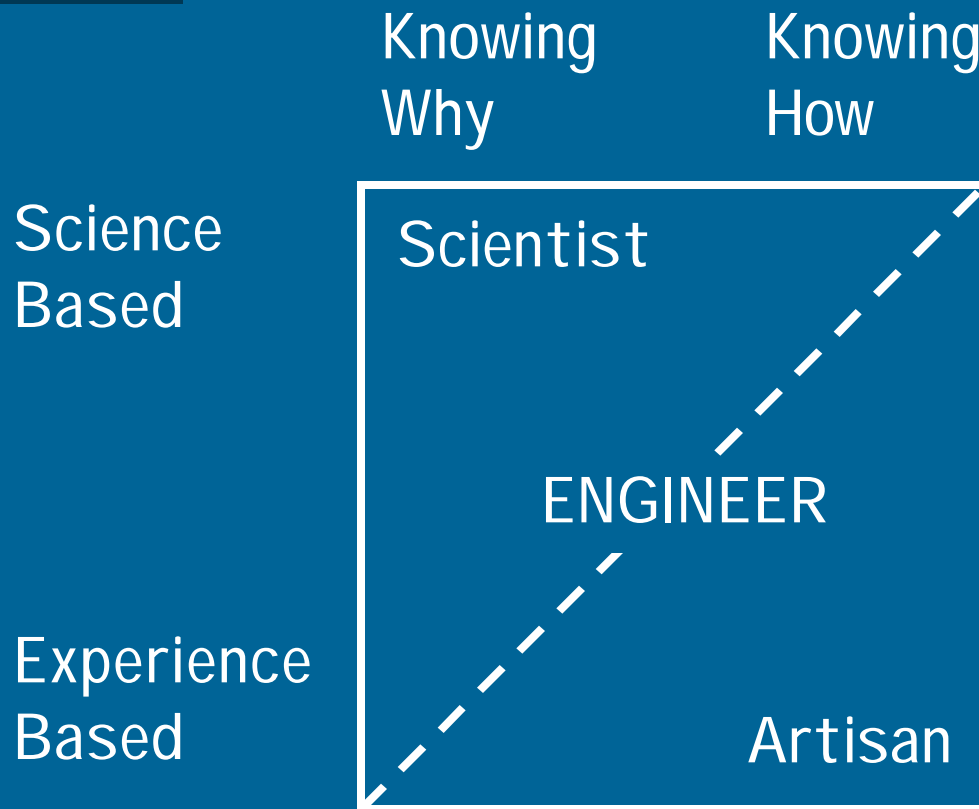 Knowing Knowing
Why How
Science
Based
Scientist
ENGINEER
Experience
Based
Artisan